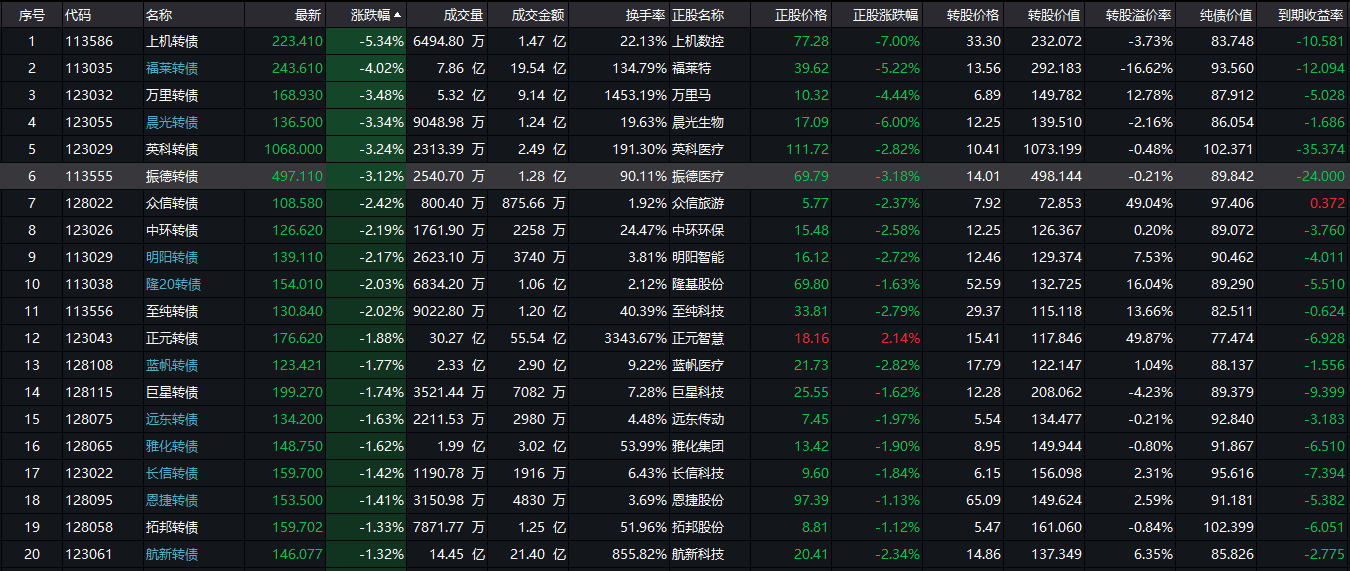 序号 代码 名称 最新 涨跌幅 成交量 成交金额 换手率 正股名称 正股价格 正股涨跌幅 转股价格 转股价值 转股溢价率 纯债价值 到期收益率
1 113586 上机转债 223.410 -5.34% 6494.80 万 1.47 亿 22.13% 上机数控 77.28 -7.00% 33.30 232.072 -3.73% 83.748 -10.581
2 113035 福莱转债 243.610 -4.02% 7.86 亿 19.54 亿 134.79% 福莱特 39.62 -5.22% 13.56 292.183 -16.62% 93.560 -12.094
3 123032 万里转债 168.930 -3.48% 5.32 亿 9.14 亿 1453.19% 万里马 10.32 -4.44% 6.89 149.782 12.78% 87.912 -5.028
4 123055 晨光转债 136.500 -3.34% 9048.98 万 1.24 亿 19.63% 晨光生物 17.09 -6.00% 12.25 139.510 -2.16% 86.054 -1.686
5 123029 英科转债 1068.000 -3.24% 2313.39 万 2.49 亿 191.30% 英科医疗 111.72 -2.82% 10.41 1073.199 -0.48% 102.371 -35.374
6 113555 振德转债 497.110 -3.12% 2540.70 万 1.28 亿 90.11% 振德医疗 69.79 -3.18% 14.01 498.144 -0.21% 89.842 -24.000
7 128022 众信转债 108.580 -2.42% 800.40 万 875.66 万 1.92% 众信旅游 5.77 -2.37% 7.92 72.853 49.04% 97.406 0.372
8 123026 中环转债 126.620 -2.19% 1761.90 万 2258 万 24.47% 中环环保 15.48 -2.58% 12.25 126.367 0.20% 89.072 -3.760
9 113029 明阳转债 139.110 -2.17% 2623.10 万 3740 万 3.81% 明阳智能 16.12 -2.72% 12.46 129.374 7.53% 90.462 -4.011
10 113038 隆20转债 154.010 -2.03% 6834.20 万 1.06 亿 2.12% 隆基股份 69.80 -1.63% 52.59 132.725 16.04% 89.290 -5.510
11 113556 至纯转债 130.840 -2.02% 9022.80 万 1.20 亿 40.39% 至纯科技 33.81 -2.79% 29.37 115.118 13.66% 82.511 -0.624
12 123043 正元转债 176.620 -1.88% 30.27 亿 55.54 亿 3343.67% 正元智慧 18.16 2.14% 15.41 117.846 49.87% 77.474 -6.928
13 128108 蓝帆转债 123.421 -1.77% 2.33 亿 2.90 亿 9.22% 蓝帆医疗 21.73 -2.82% 17.79 122.147 1.04% 88.137 -1.556
14 128115 巨星转债 199.270 -1.74% 3521.44 万 7082 万 7.28% 巨星科技 25.55 -1.62% 12.28 208.062 -4.23% 89.379 -9.399
15 128075 远东转债 134.200 -1.63% 2211.53 万 2980 万 4.48% 远东传动 7.45 -1.97% 5.54 134.477 -0.21% 92.840 -3.183
16 128065 雅化转债 148.750 -1.62% 1.99 亿 3.02 亿 53.99% 雅化集团 13.42 -1.90% 8.95 149.944 -0.80% 91.867 -6.510
17 123022 长信转债 159.700 -1.42% 1190.78 万 1916 万 6.43% 长信科技 9.60 -1.84% 6.15 156.098 2.31% 95.616 -7.394
18 128095 恩捷转债 153.500 -1.41% 3150.98 万 4830 万 3.69% 恩捷股份 97.39 -1.13% 65.09 149.624 2.59% 91.181 -5.382
19 128058 拓邦转债 159.702 -1.33% 7871.77 万 1.25 亿 51.96% 拓邦股份 8.81 -1.12% 5.47 161.060 -0.84% 102.399 -6.051
20 123061 航新转债 146.077 -1.32% 14.45 亿 21.40 亿 855.82% 航新科技 20.41 -2.34% 14.86 137.349 6.35% 85.826 -2.775